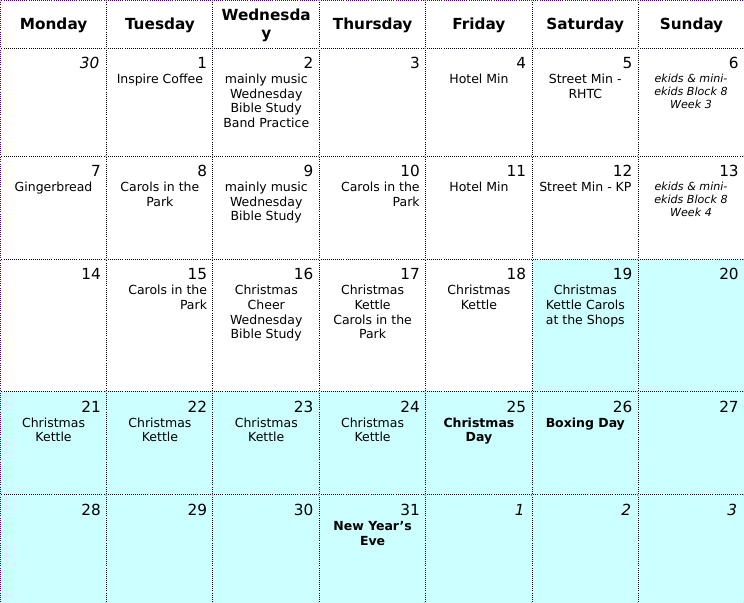 Monday Tuesday Wednesda
y Thursday Friday Saturday Sunday
30
1
Inspire Coffee
2
mainly music
Wednesday
Bible Study
Band Practice
3
4
Hotel Min
5
Street Min -
RHTC
6
ekids & mini-
ekids Block 8
Week 3
7
Gingerbread
8
Carols in the
Park
9
mainly music
Wednesday
Bible Study
10
Carols in the
Park
11
Hotel Min
12
Street Min - KP
13
ekids & mini-
ekids Block 8
Week 4
14
15
Carols in the
Park
16
Christmas
Cheer
Wednesday
Bible Study
17
Christmas
Kettle
Carols in the
Park
18
Christmas
Kettle
19
Christmas
Kettle Carols
at the Shops
20
21
Christmas
Kettle
22
Christmas
Kettle
23
Christmas
Kettle
24
Christmas
Kettle
25
Christmas
Day
26
Boxing Day
27
28
29
30
31
New Year’s
Eve
1
2
3